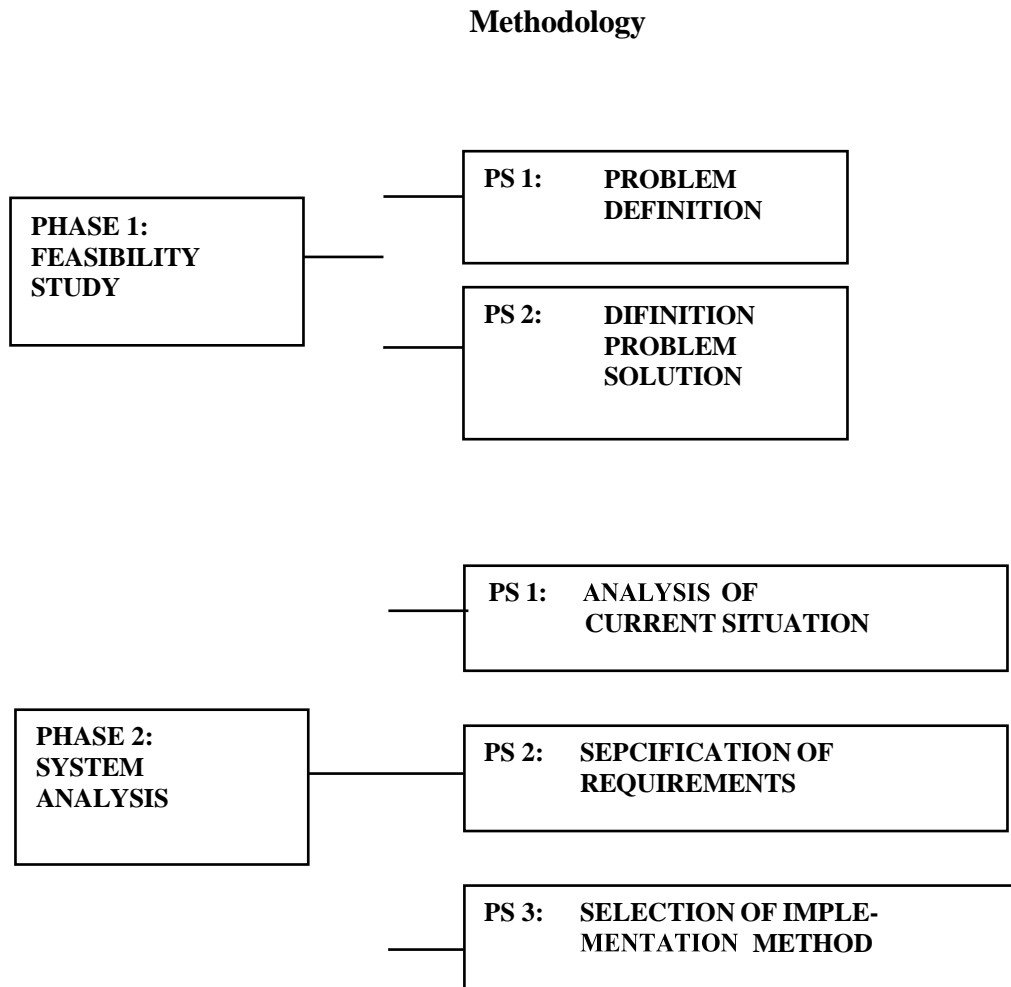 Methodology
PS 1: PROBLEM
DEFINITION
PHASE 1:
FEASIBILITY
STUDY
PS 2: DIFINITION
PROBLEM
SOLUTION
PS 1: ANALYSIS OF
CURRENT SITUATION
PHASE 2:
SYSTEM
ANALYSIS
PS 2: SEPCIFICATION OF
REQUIREMENTS
PS 3: SELECTION OF IMPLE-
MENTATION METHOD